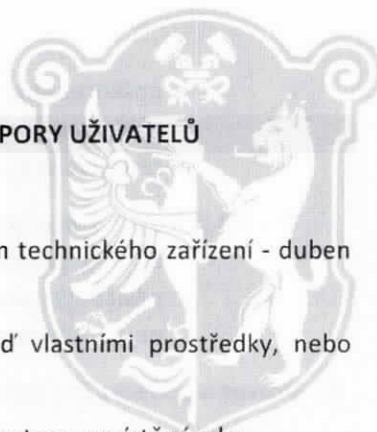 PORY UŽIVATELŮ
technického zařízení - duben
vlastními prostředky, nebo